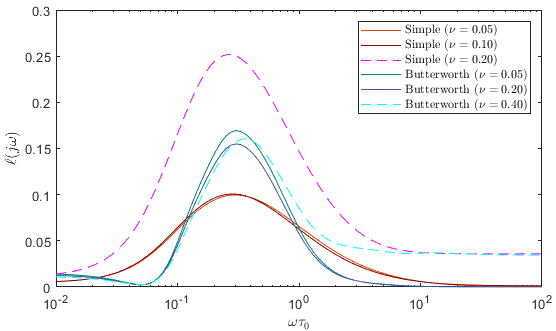 0.3
0.25
0.2
0.15
0.1
0.05
0
ℓ(jω)
Simple (ν = 0.05)
Simple (ν = 0.10)
Simple (ν = 0.20)
Butterworth (ν = 0.05)
Butterworth (ν = 0.20)
Butterworth (ν = 0.40)
10⁻² 10⁻¹ 10⁰ 10¹ 10²
ωτ₀